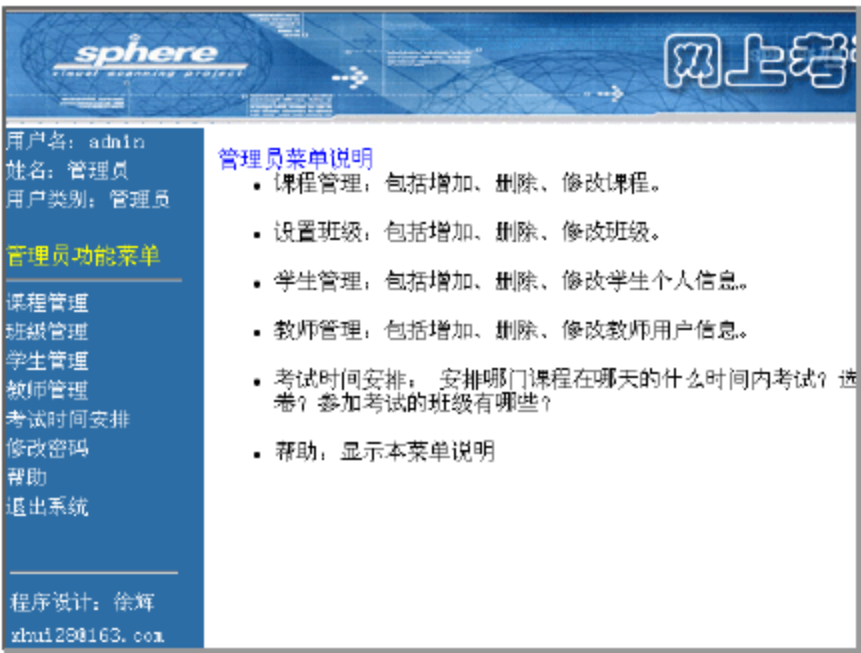 sphere
visual scanning project
网上考
用户名：admin
姓名：管理员
用户类别：管理员
管理员功能菜单
课程管理
班级管理
学生管理
教师管理
考试时间安排
修改密码
帮助
退出系统
程序设计：徐辉
xhui28@163.com
管理员菜单说明
• 课程管理：包括增加、删除、修改课程。
• 设置班级：包括增加、删除、修改班级。
• 学生管理：包括增加、删除、修改学生个人信息。
• 教师管理：包括增加、删除、修改教师用户信息。
• 考试时间安排： 安排哪门课程在哪天的什么时间内考试？选
卷？参加考试的班级有哪些？
• 帮助：显示本菜单说明